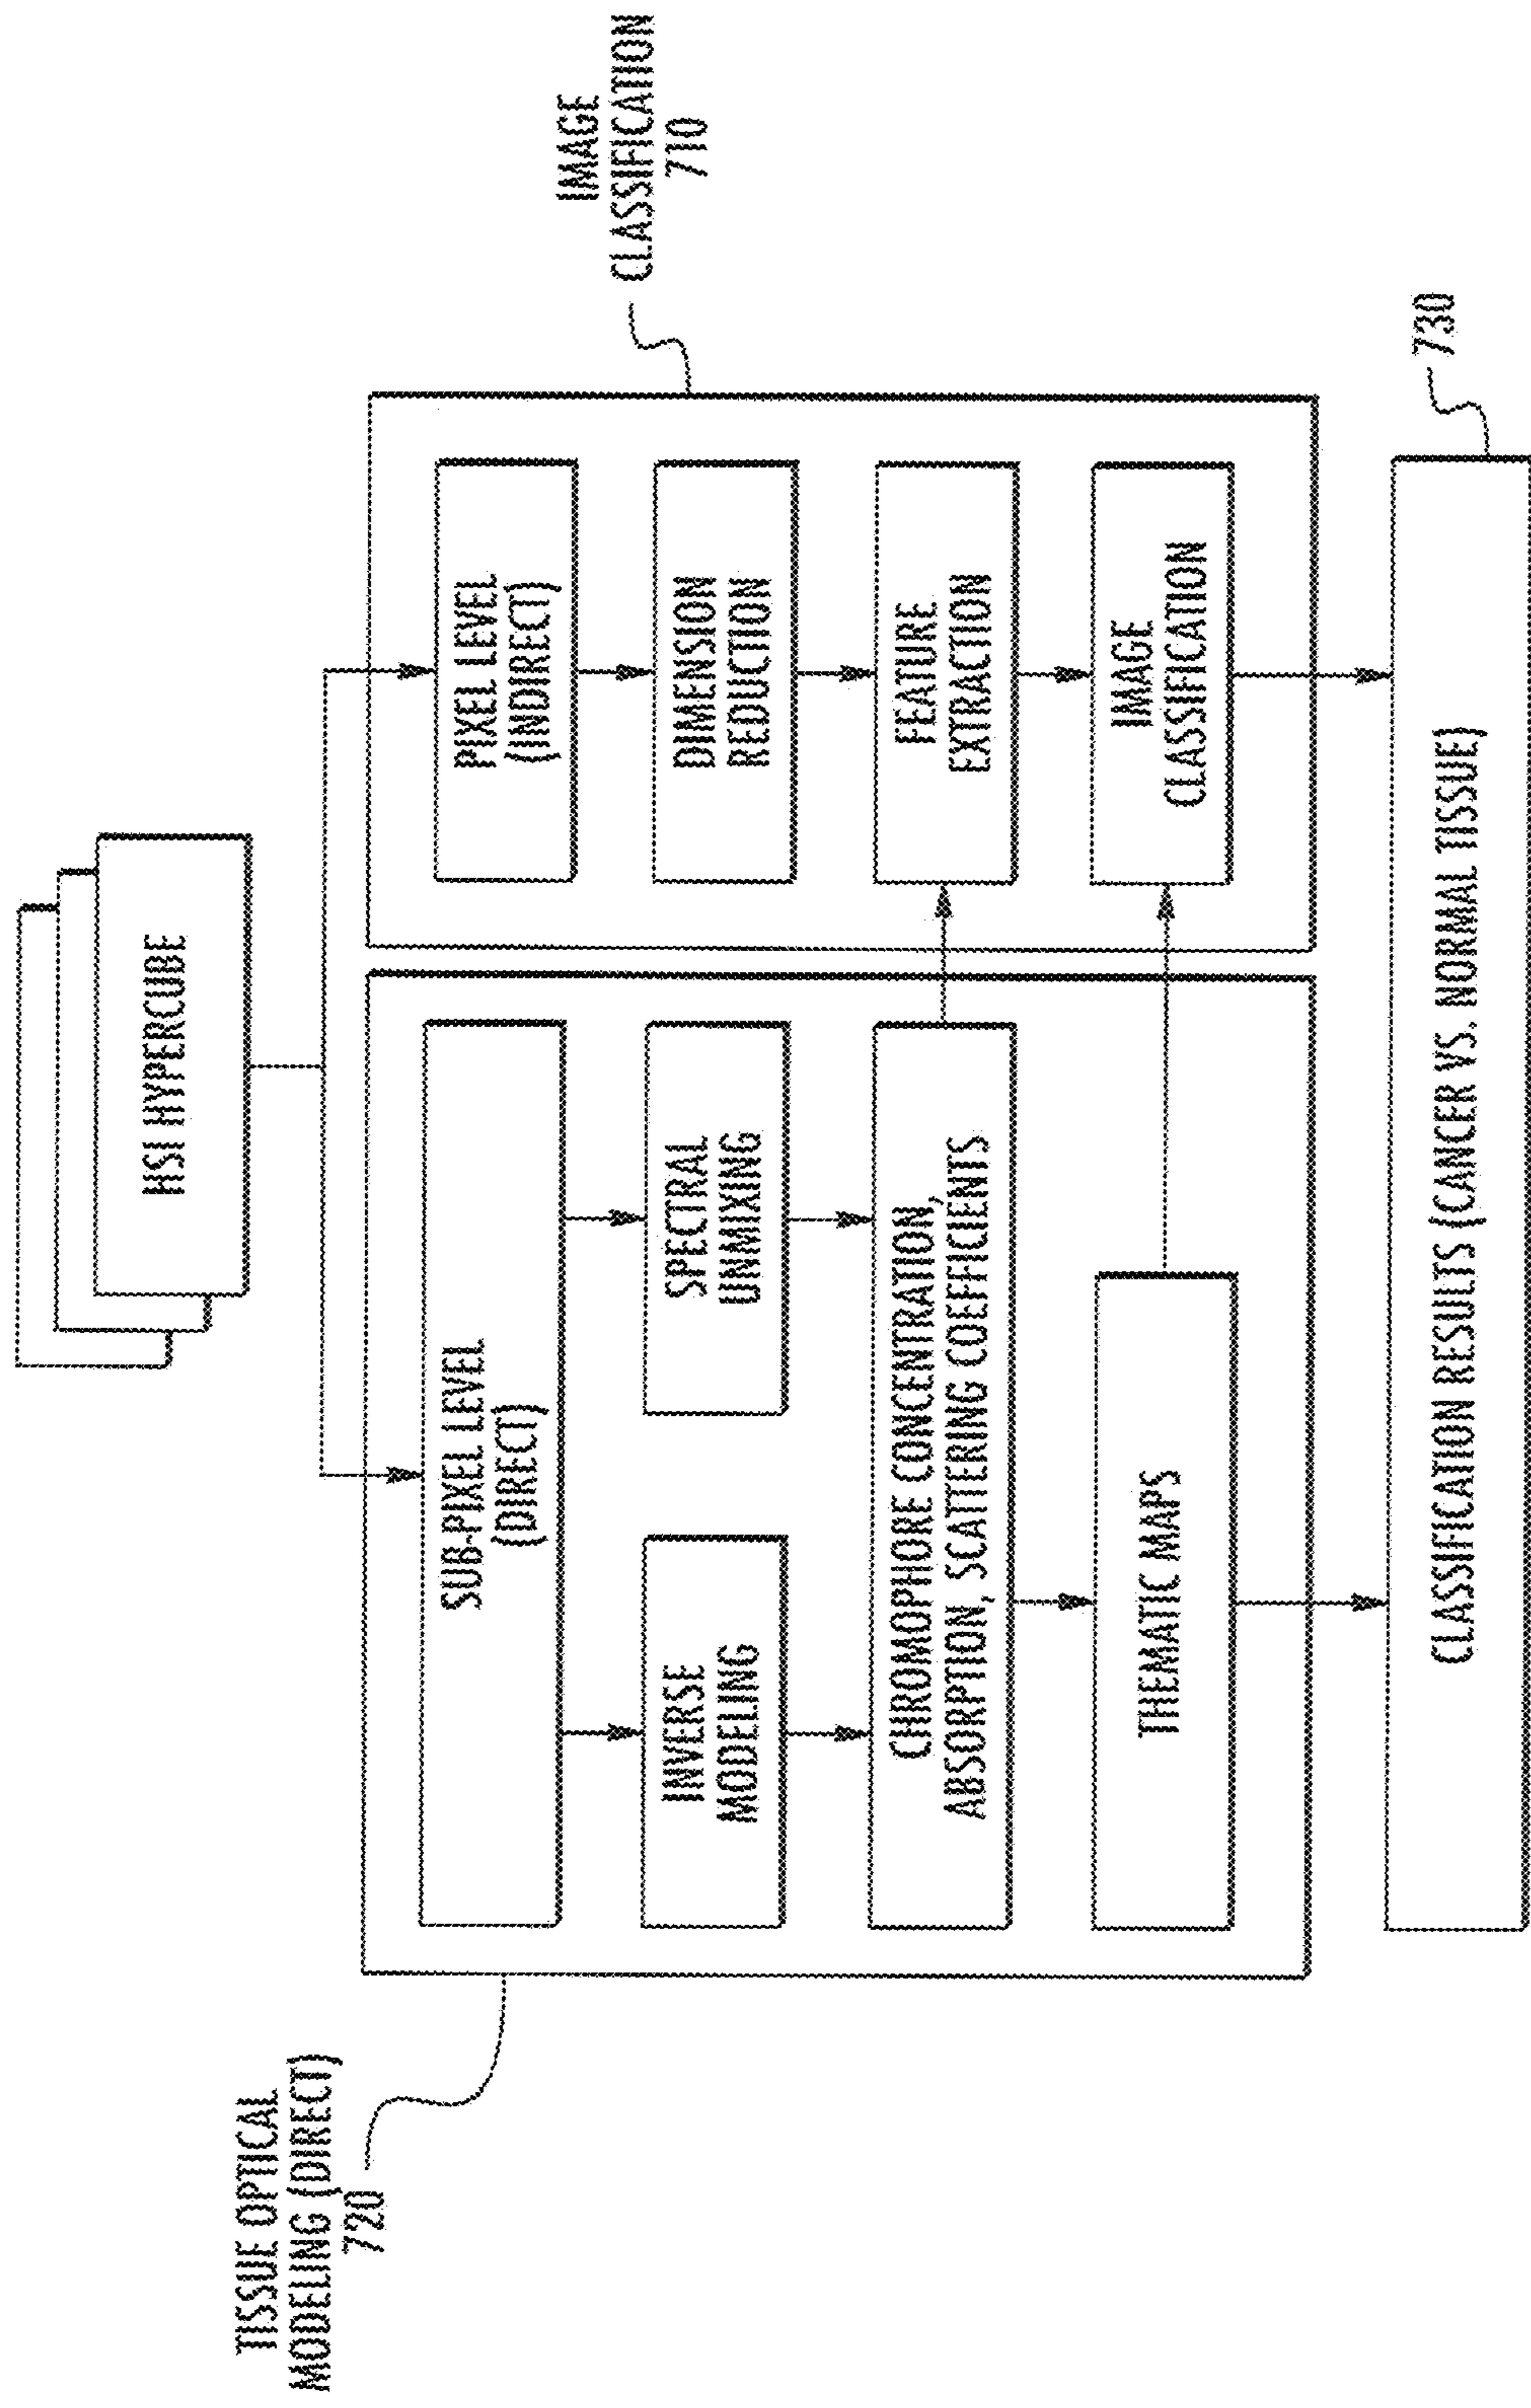 HSI HYPERCUBE
TISSUE OPTICAL
MODELING (DIRECT)
720
SUB-PIXEL LEVEL
(DIRECT)
INVERSE
MODELING
SPECTRAL
UNMIXING
CHROMOPHORE CONCENTRATION,
ABSORPTION, SCATTERING COEFFICIENTS
THEMATIC MAPS
IMAGE
CLASSIFICATION
710
PIXEL LEVEL
(INDIRECT)
DIMENSION
REDUCTION
FEATURE
EXTRACTION
IMAGE
CLASSIFICATION
CLASSIFICATION RESULTS (CANCER VS. NORMAL TISSUE)
730